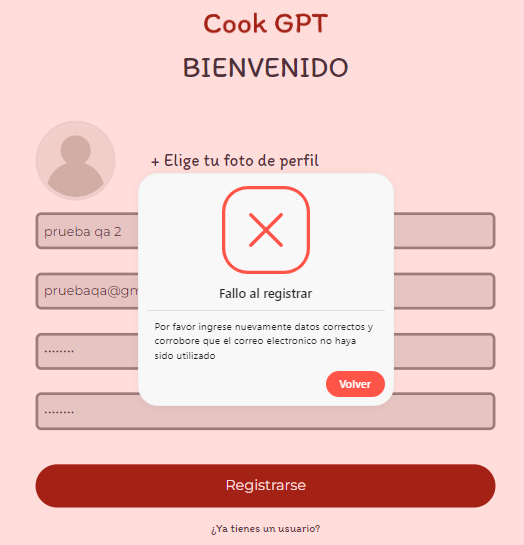 Cook GPT
BIENVENIDO
+ Elige tu foto de perfil
prueba qa 2
pruebaqa@gm
Fallo al registrar
Por favor ingrese nuevamente datos correctos y
corrobore que el correo electronico no haya
sido utilizado
Volver
Registrarse
¿Ya tienes un usuario?